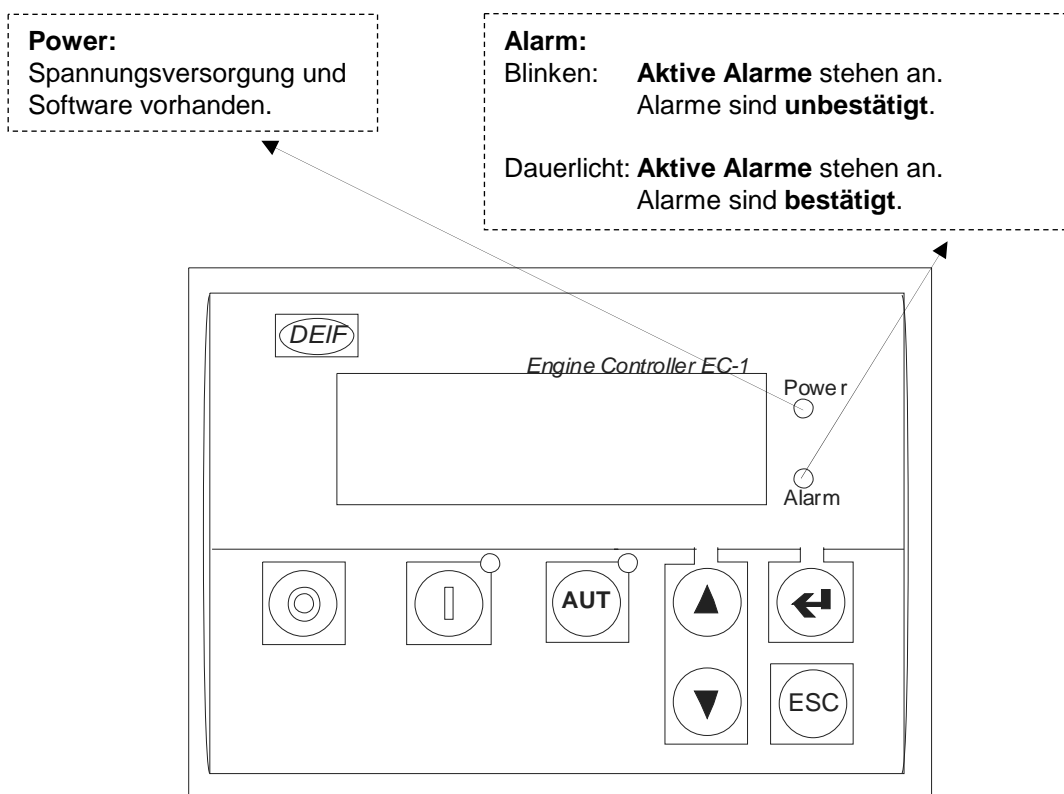 Power:
Spannungsversorgung und
Software vorhanden.
Alarm:
Blinken: Aktive Alarme stehen an.
Alarme sind unbestätigt.
Dauerlicht: Aktive Alarme stehen an.
Alarme sind bestätigt.
DEIF
Engine Controller EC-1
Power
Alarm
AUT
ESC